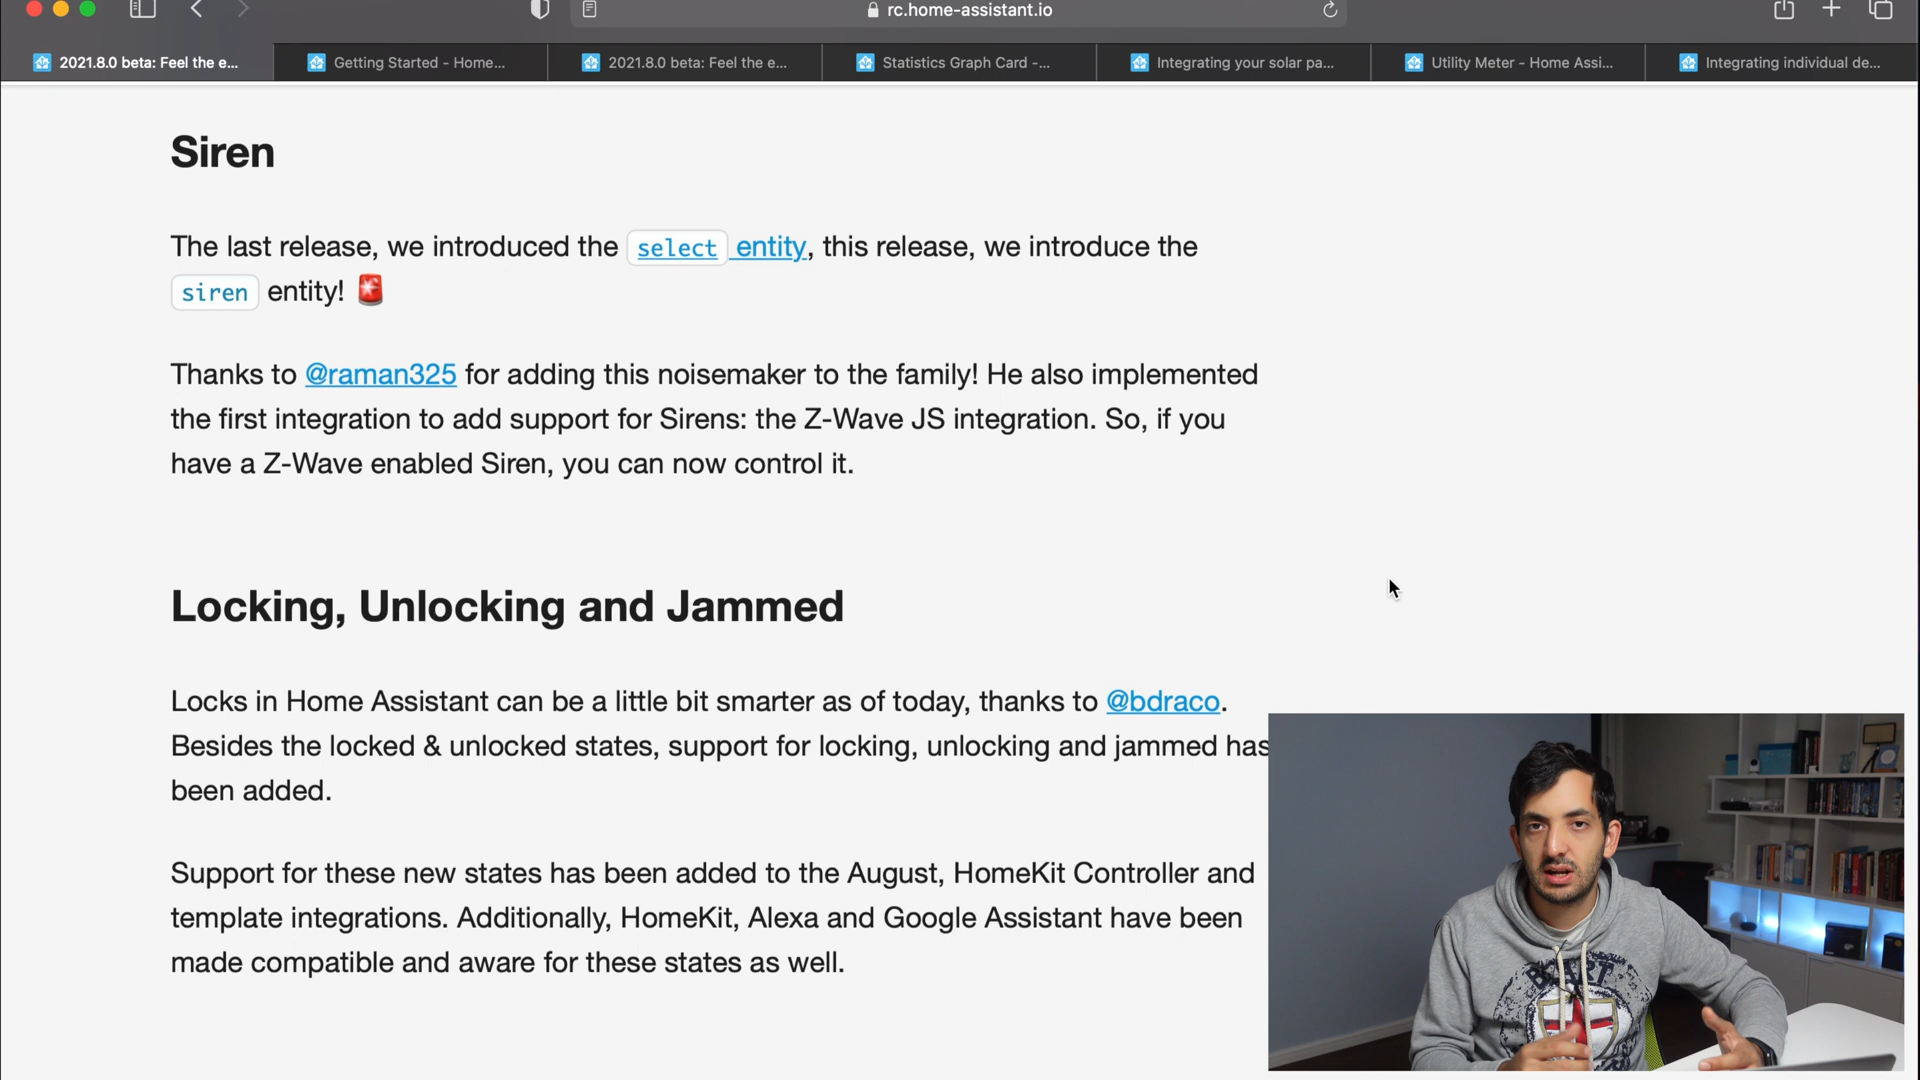 rc.home-assistant.io
2021.8.0 beta: Feel the e...
Getting Started - Home...
2021.8.0 beta: Feel the e...
Statistics Graph Card -...
Integrating your solar pa...
Utility Meter - Home Assi...
Integrating individual de...
Siren
The last release, we introduced the select entity, this release, we introduce the
siren entity! 🚨
Thanks to @raman325 for adding this noisemaker to the family! He also implemented
the first integration to add support for Sirens: the Z-Wave JS integration. So, if you
have a Z-Wave enabled Siren, you can now control it.
Locking, Unlocking and Jammed
Locks in Home Assistant can be a little bit smarter as of today, thanks to @bdraco.
Besides the locked & unlocked states, support for locking, unlocking and jammed has
been added.
Support for these new states has been added to the August, HomeKit Controller and
template integrations. Additionally, HomeKit, Alexa and Google Assistant have been
made compatible and aware for these states as well.